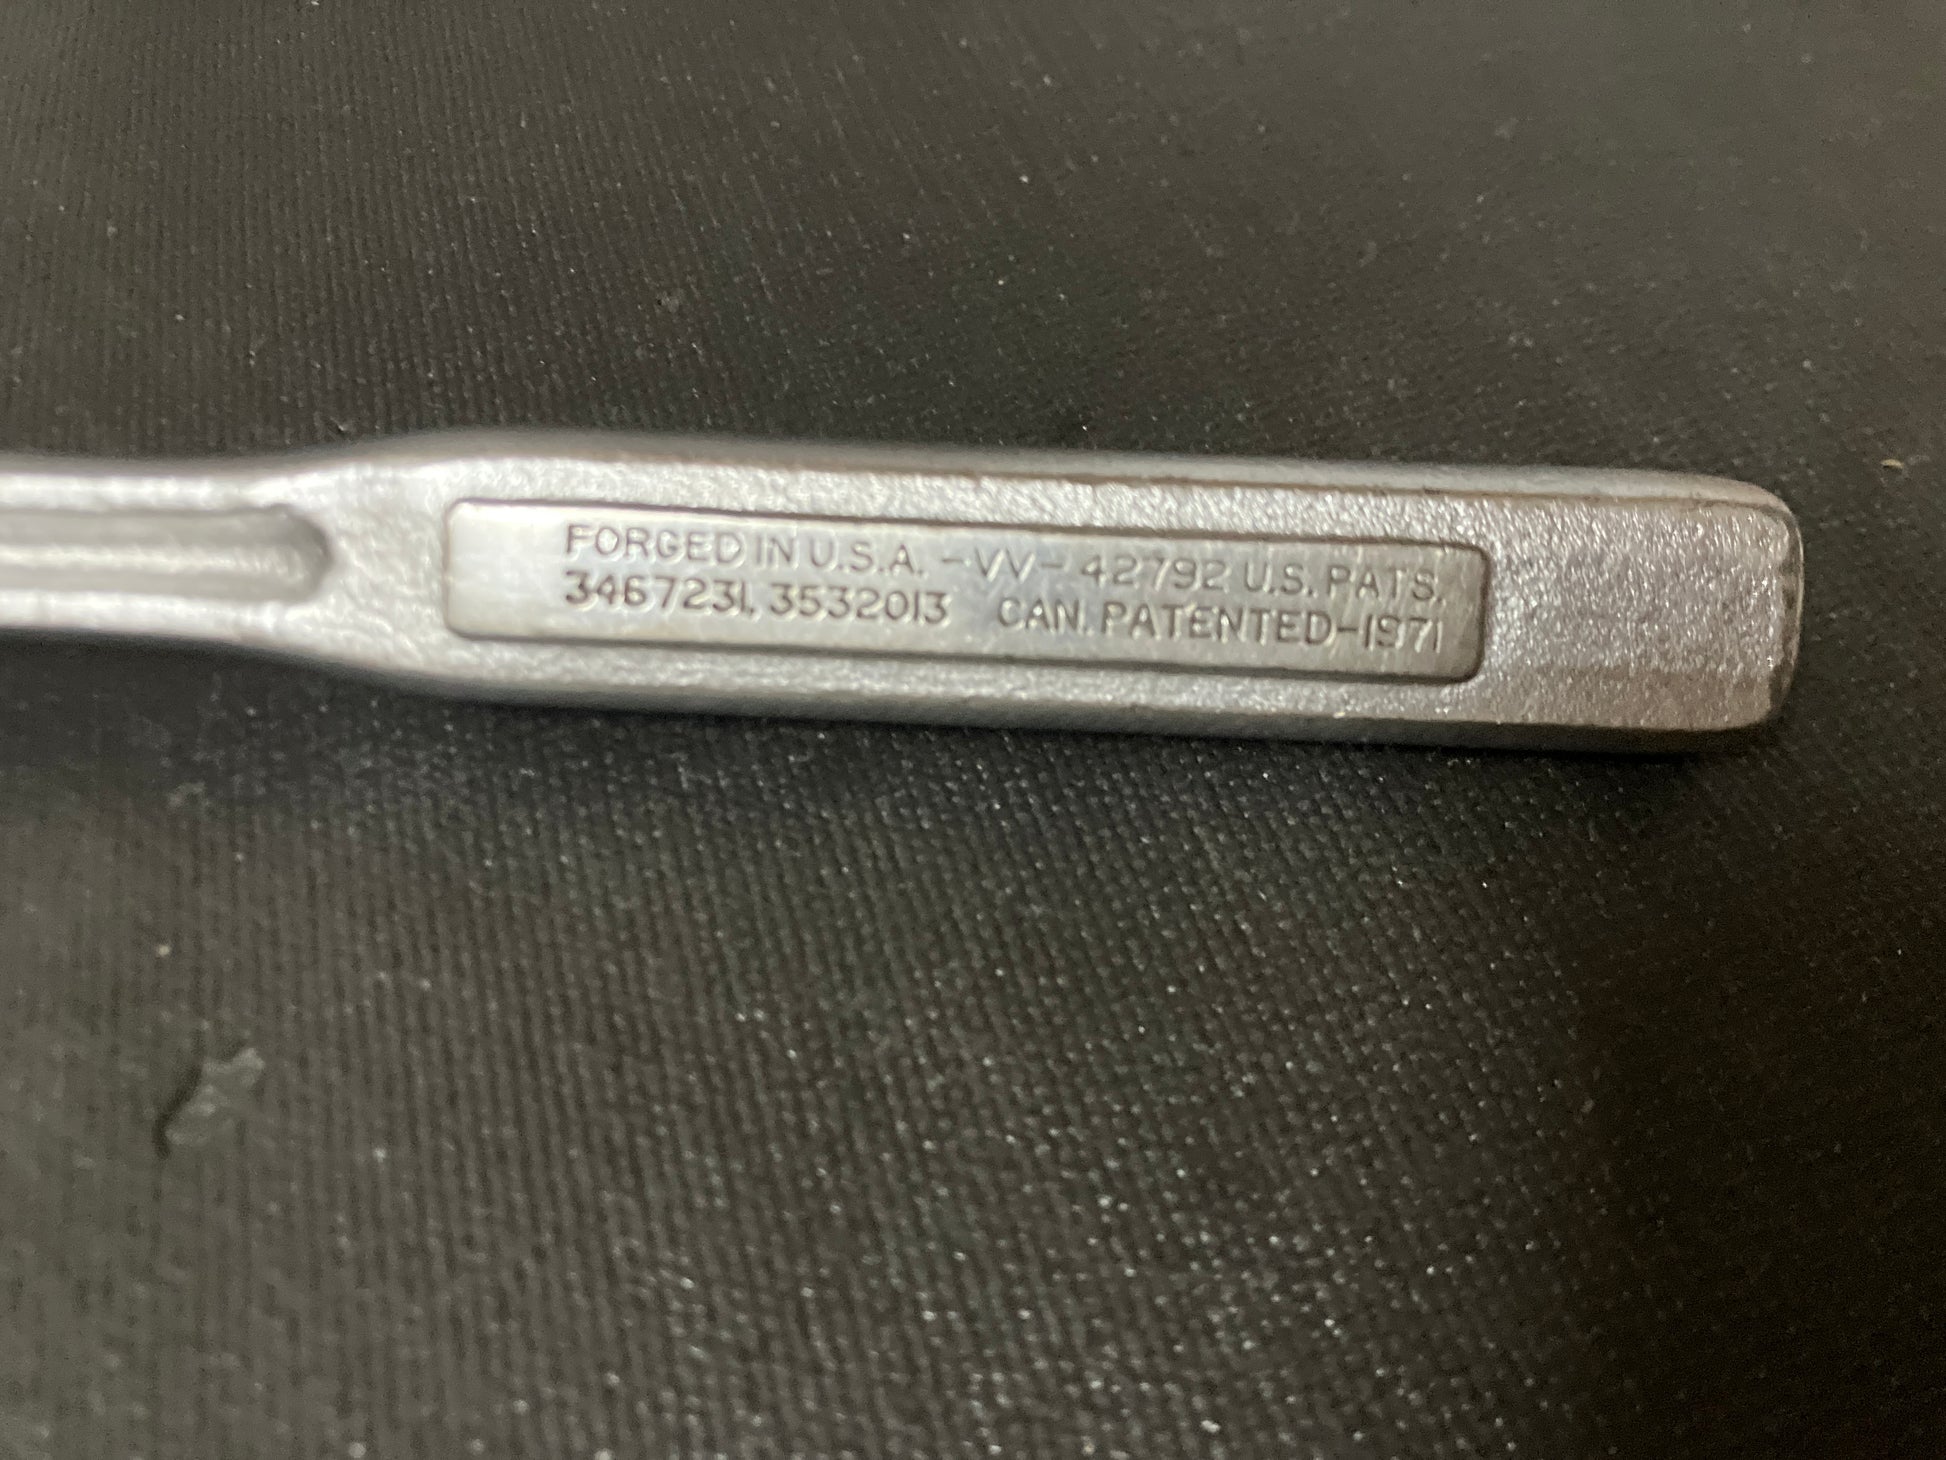 FORGED IN U.S.A. -VV- 42792 U.S. PATS.
3467231, 3532013 CAN. PATENTED-1971